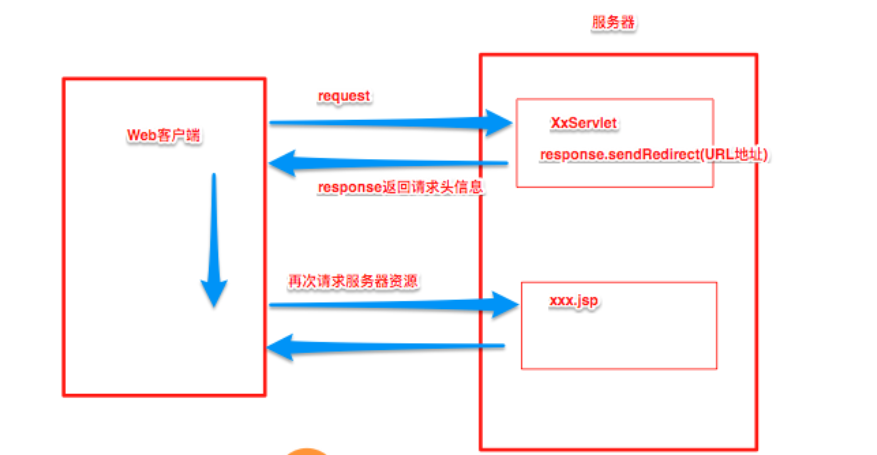 服务器
request
Web客户端
XxServlet
response.sendRedirect(URL地址)
response返回请求头信息
再次请求服务器资源
xxx.jsp